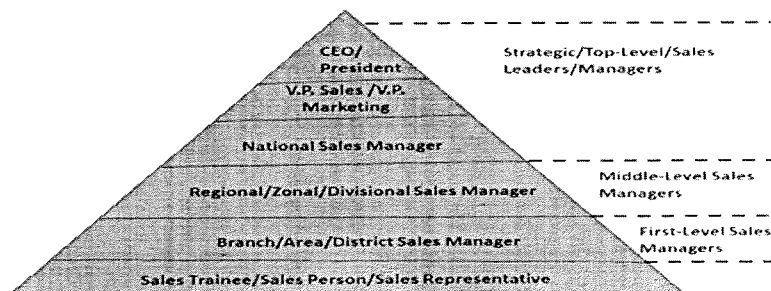 CEO/
President
V.P. Sales /V.P.
Marketing
National Sales Manager
Regional/Zonal/Divisional Sales Manager
Branch/Area/District Sales Manager
Sales Trainee/Sales Person/Sales Representative
Strategic/Top-Level/Sales
Leaders/Managers
Middle-Level Sales
Managers
First-Level Sales
Managers